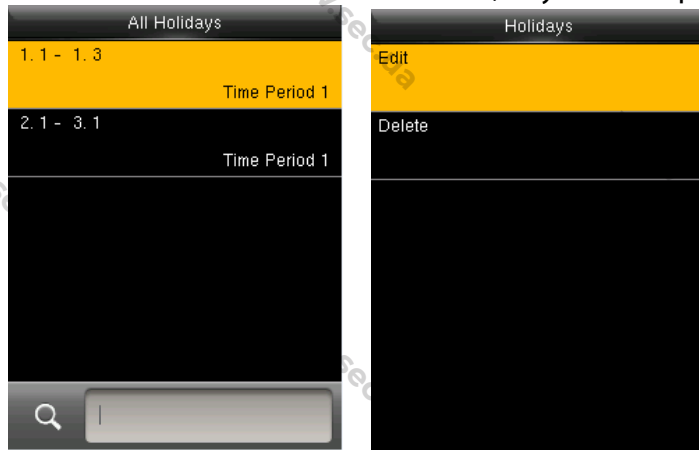 All Holidays
1. 1 - 1. 3
Time Period 1
2. 1 - 3. 1
Time Period 1
Holidays
Edit
Delete